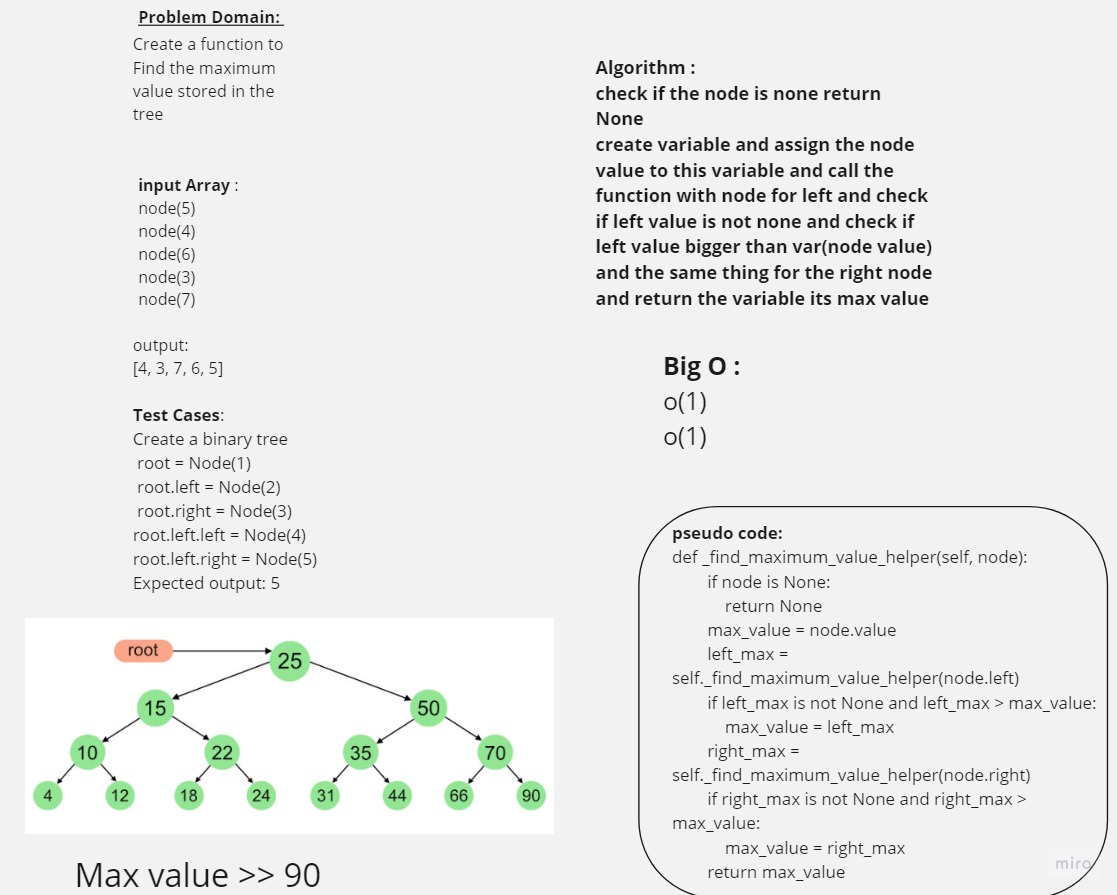 Problem Domain:
Create a function to
Find the maximum
value stored in the
tree
input Array :
node(5)
node(4)
node(6)
node(3)
node(7)
output:
[4, 3, 7, 6, 5]
Test Cases:
Create a binary tree
root = Node(1)
root.left = Node(2)
root.right = Node(3)
root.left.left = Node(4)
root.left.right = Node(5)
Expected output: 5
root
25
15
50
10
22
35
70
4
12
18
24
31
44
66
90
Max value >> 90
Algorithm :
check if the node is none return
None
create variable and assign the node
value to this variable and call the
function with node for left and check
if left value is not none and check if
left value bigger than var(node value)
and the same thing for the right node
and return the variable its max value
Big O :
o(1)
o(1)
pseudo code:
def _find_maximum_value_helper(self, node):
if node is None:
return None
max_value = node.value
left_max =
self._find_maximum_value_helper(node.left)
if left_max is not None and left_max > max_value:
max_value = left_max
right_max =
self._find_maximum_value_helper(node.right)
if right_max is not None and right_max >
max_value:
max_value = right_max
return max_value
miro